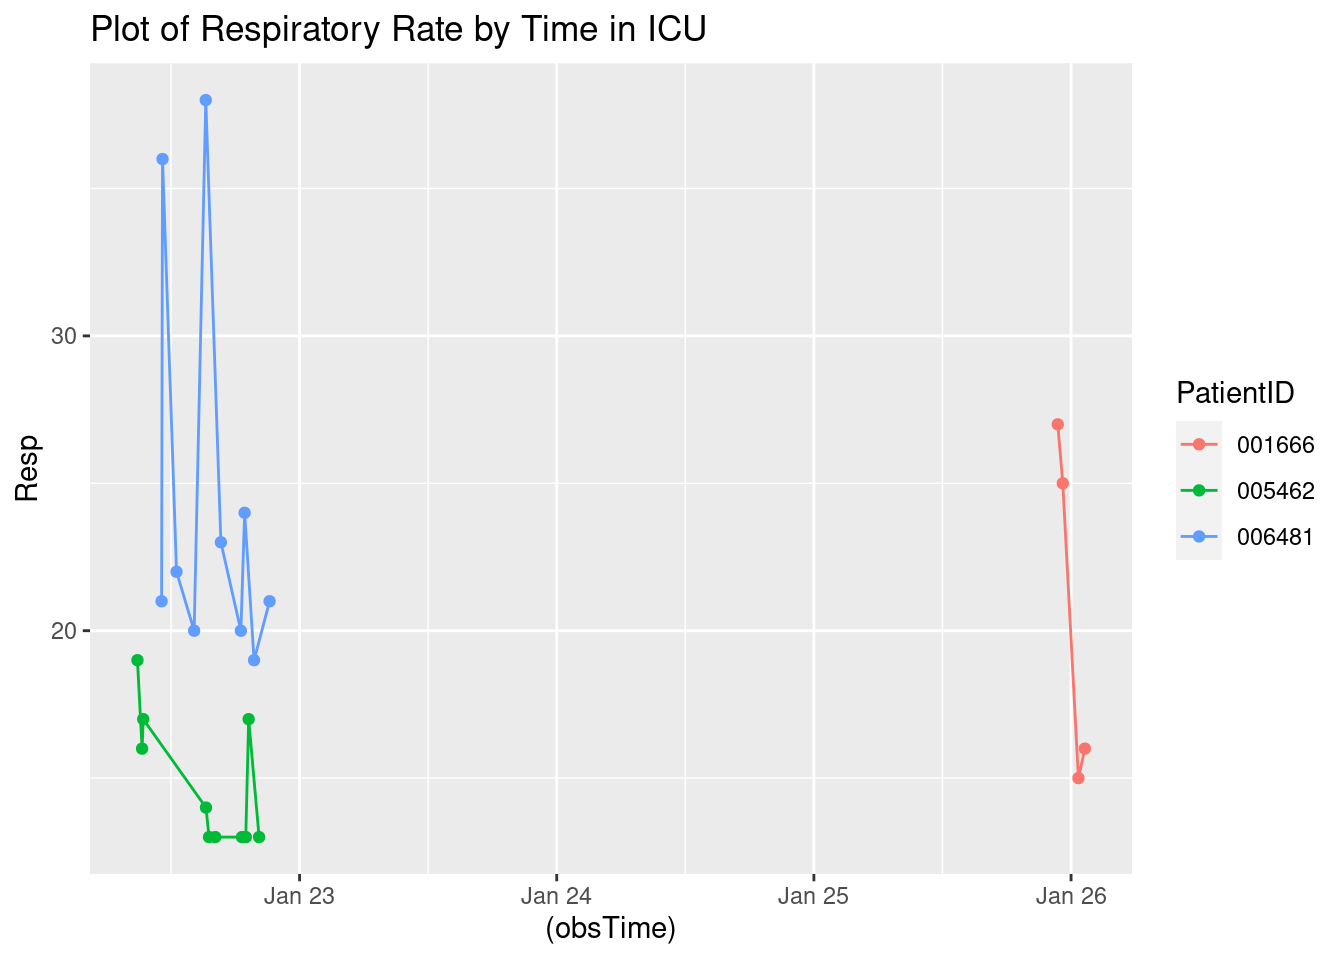 Plot of Respiratory Rate by Time in ICU
Resp
30
20
Jan 23
Jan 24
Jan 25
Jan 26
(obsTime)
PatientID
001666
005462
006481